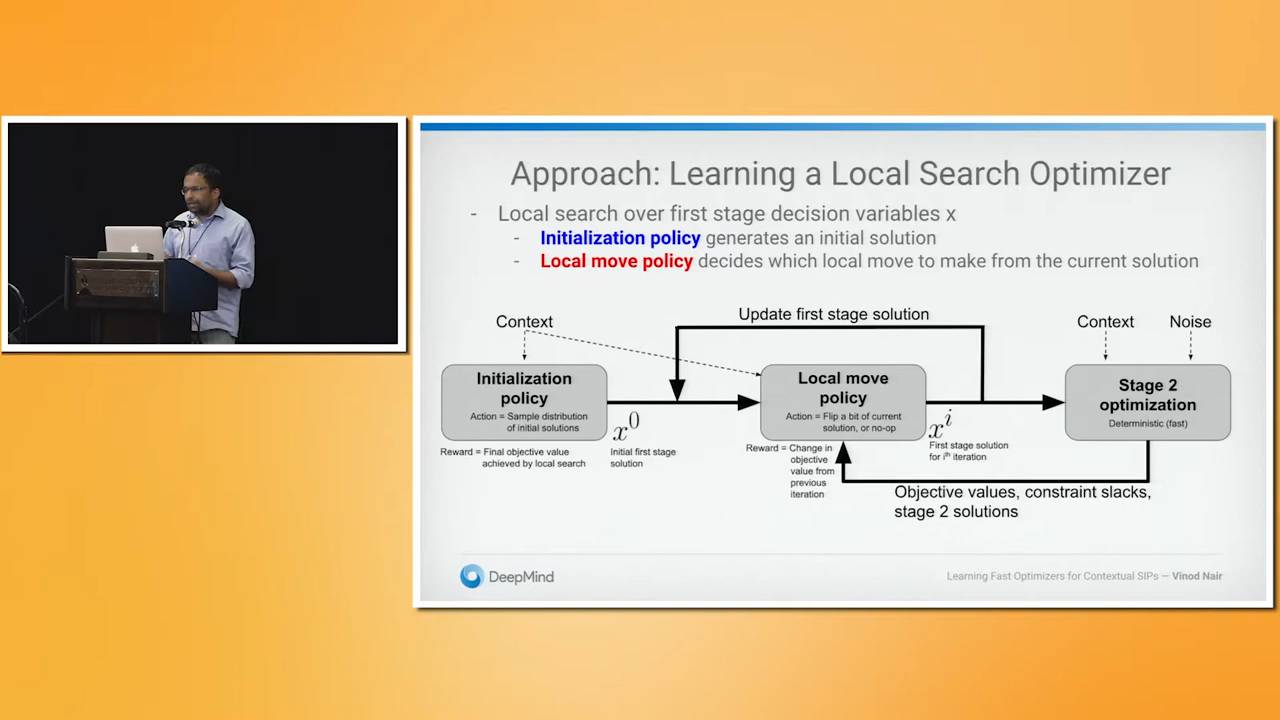 Approach: Learning a Local Search Optimizer
- Local search over first stage decision variables x
- Initialization policy generates an initial solution
- Local move policy decides which local move to make from the current solution
Update first stage solution
Context
Context
Noise
Initialization
policy
Action = Sample distribution
of initial solutions
Reward = Final objective value
achieved by local search
x⁰
Initial first stage
solution
Local move
policy
Action = Flip a bit of current
solution, or no-op
Reward = Change in
objective
value from
previous
iteration
xⁱ
First stage solution
for iᵗʰ iteration
Stage 2
optimization
Deterministic (fast)
Objective values, constraint slacks,
stage 2 solutions
DeepMind
Learning Fast Optimizers for Contextual SIPs — Vinod Nair